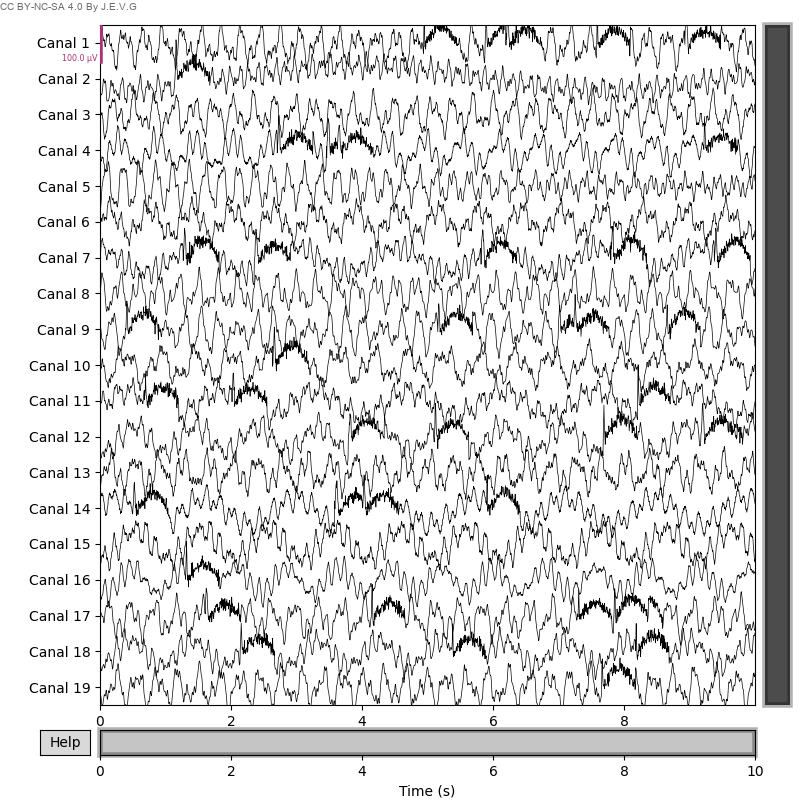 CC BY-NC-SA 4.0 By J.E.V.G
Canal 1
100.0 µV
Canal 2
Canal 3
Canal 4
Canal 5
Canal 6
Canal 7
Canal 8
Canal 9
Canal 10
Canal 11
Canal 12
Canal 13
Canal 14
Canal 15
Canal 16
Canal 17
Canal 18
Canal 19
0 2 4 6 8
Help
0 2 4 6 8 10
Time (s)